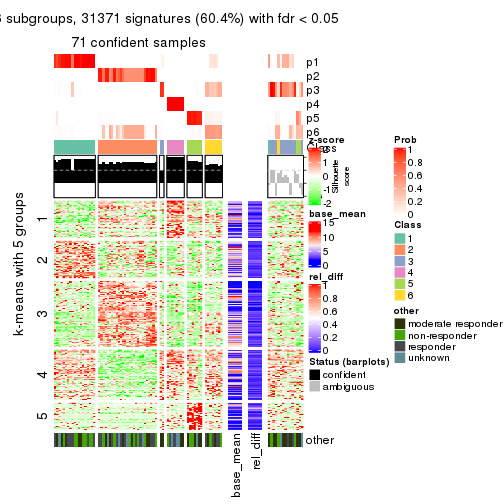 subgroups, 31371 signatures (60.4%) with fdr < 0.05
71 confident samples
p1
p2
p3
p4
p5
p6
Class
Silhouette
score
k-means with 5 groups
1
2
3
4
5
base_mean
rel_diff
other
z-score
2
1
0
-1
-2
base_mean
15
10
5
0
rel_diff
1
0.8
0.6
0.4
0.2
0
Status (barplots)
confident
ambiguous
Prob
1
0.8
0.6
0.4
0.2
0
Class
1
2
3
4
5
6
other
moderate responder
non-responder
responder
unknown